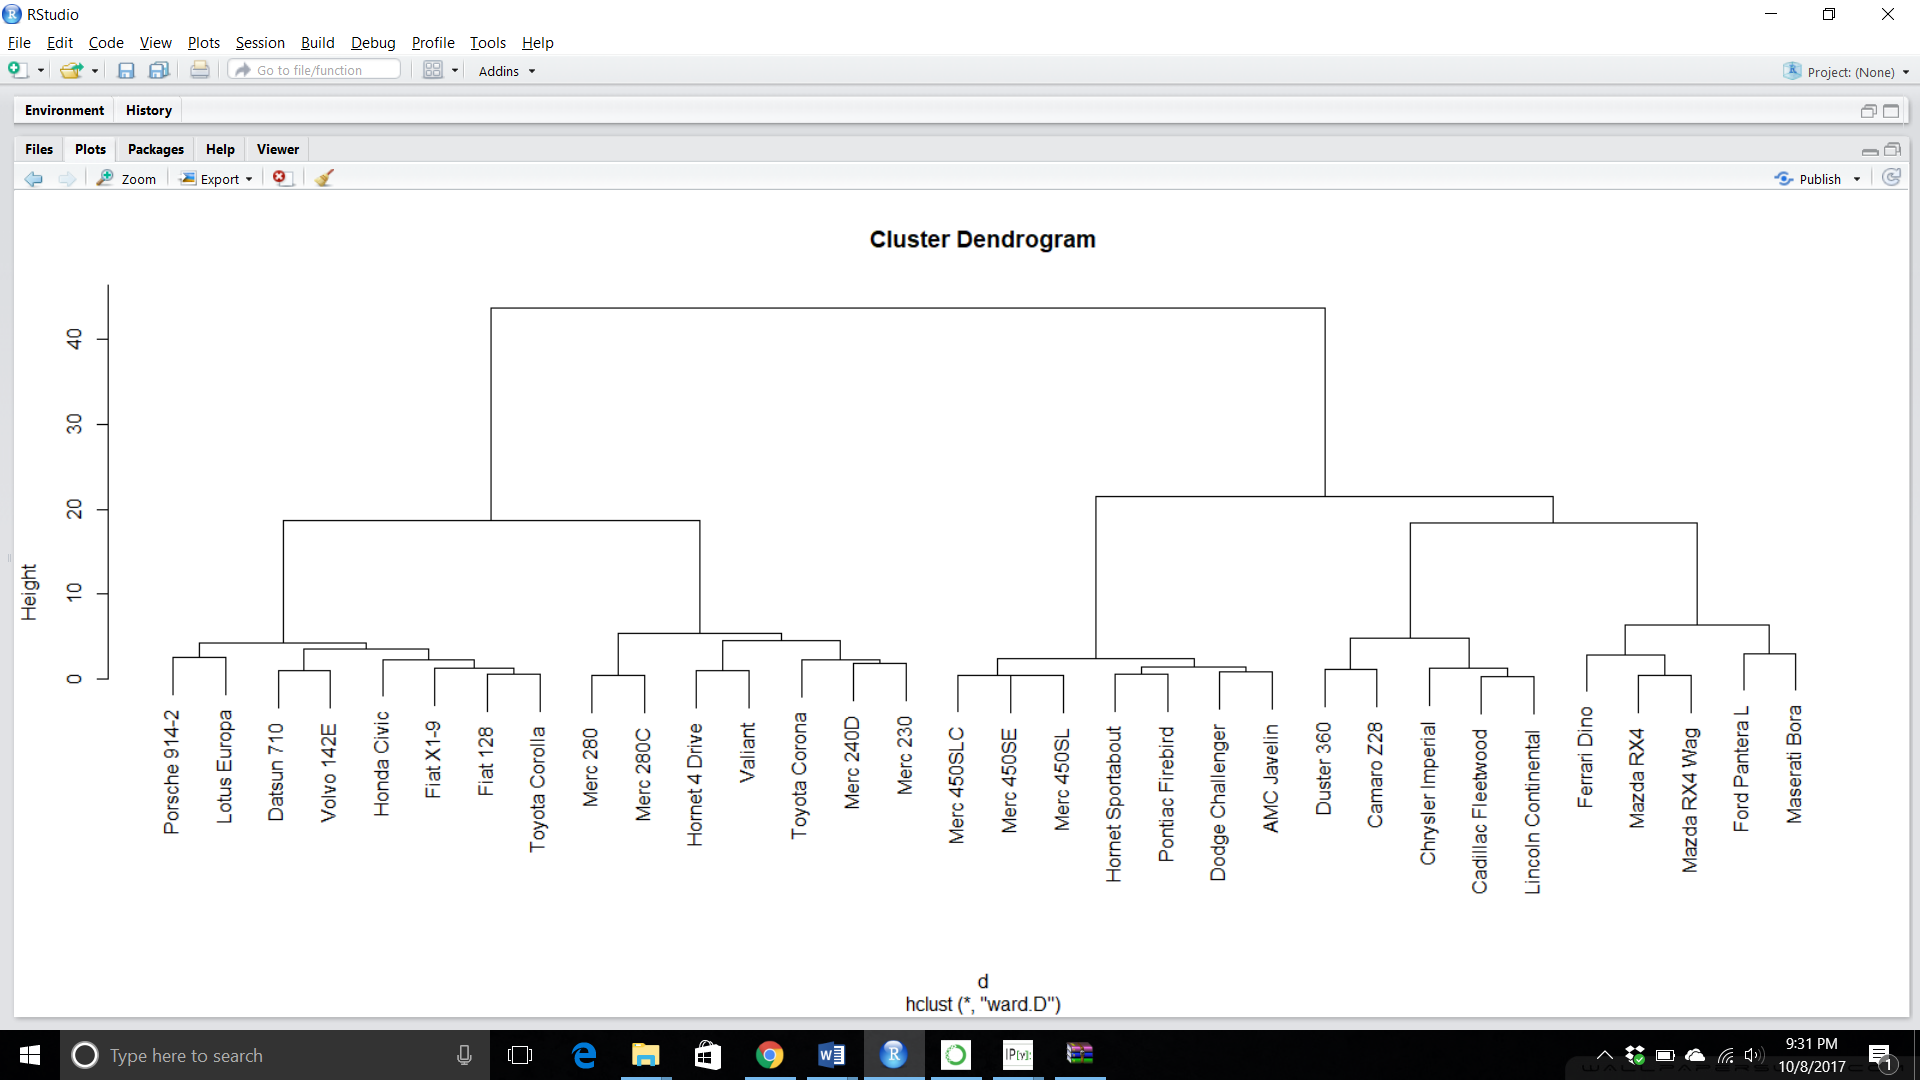 RStudio
File Edit Code View Plots Session Build Debug Profile Tools Help
Go to file/function
Addins
Project: (None)
Environment History
Files Plots Packages Help Viewer
Zoom Export Publish
Cluster Dendrogram
40
30
20
10
0
Height
Porsche 914-2
Lotus Europa
Datsun 710
Volvo 142E
Honda Civic
Fiat X1-9
Fiat 128
Toyota Corolla
Merc 280
Merc 280C
Hornet 4 Drive
Valiant
Toyota Corona
Merc 240D
Merc 230
Merc 450SLC
Merc 450SE
Merc 450SL
Hornet Sportabout
Pontiac Firebird
Dodge Challenger
AMC Javelin
Duster 360
Camaro Z28
Chrysler Imperial
Cadillac Fleetwood
Lincoln Continental
Ferrari Dino
Mazda RX4
Mazda RX4 Wag
Ford Pantera L
Maserati Bora
d
hclust (*, "ward.D")
Type here to search
IP[y]:
9:31 PM
10/8/2017
1